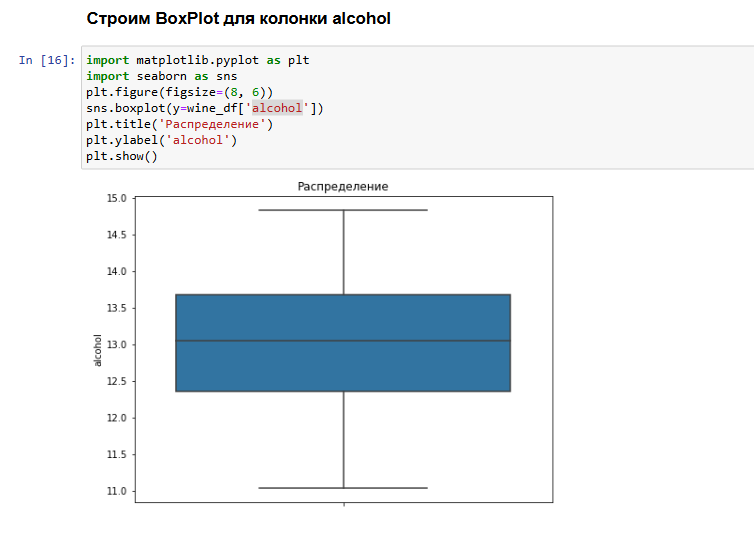 Строим BoxPlot для колонки alcohol
In [16]: import matplotlib.pyplot as plt
import seaborn as sns
plt.figure(figsize=(8, 6))
sns.boxplot(y=wine_df['alcohol'])
plt.title('Распределение')
plt.ylabel('alcohol')
plt.show()
Распределение
15.0
14.5
14.0
13.5
13.0
12.5
12.0
11.5
11.0
alcohol